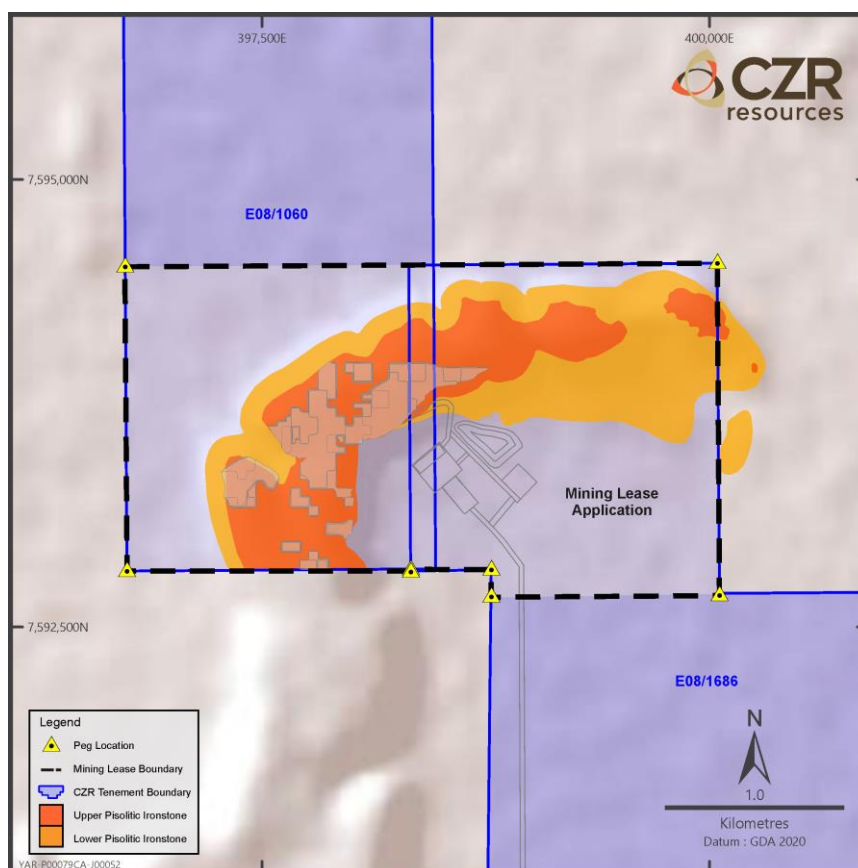 397,500E
400,000E
CZR
resources
7,595,000N
E08/1060
Mining Lease
Application
7,592,500N
E08/1686
Legend
Peg Location
Mining Lease Boundary
CZR Tenement Boundary
Upper Pisolitic Ironstone
Lower Pisolitic Ironstone
N
1.0
Kilometres
Datum : GDA 2020
YAR-P00079CA-J00052